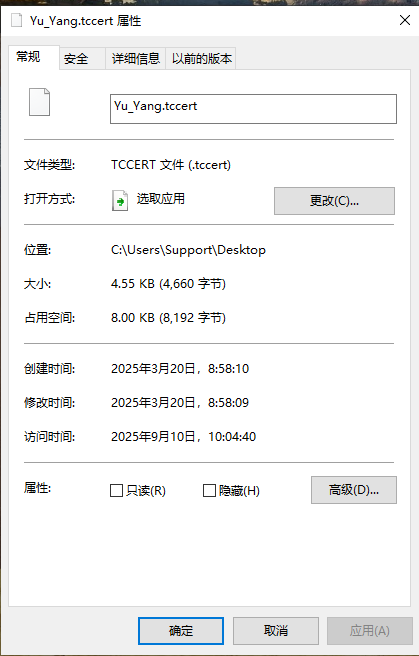 Yu_Yang.tccert 属性
常规 安全 详细信息 以前的版本
Yu_Yang.tccert
文件类型: TCCERT 文件 (.tccert)
打开方式: 选取应用 更改(C)...
位置: C:\Users\Support\Desktop
大小: 4.55 KB (4,660 字节)
占用空间: 8.00 KB (8,192 字节)
创建时间: 2025年3月20日，8:58:10
修改时间: 2025年3月20日，8:58:09
访问时间: 2025年9月10日，10:04:40
属性: 只读(R) 隐藏(H) 高级(D)...
确定 取消 应用(A)